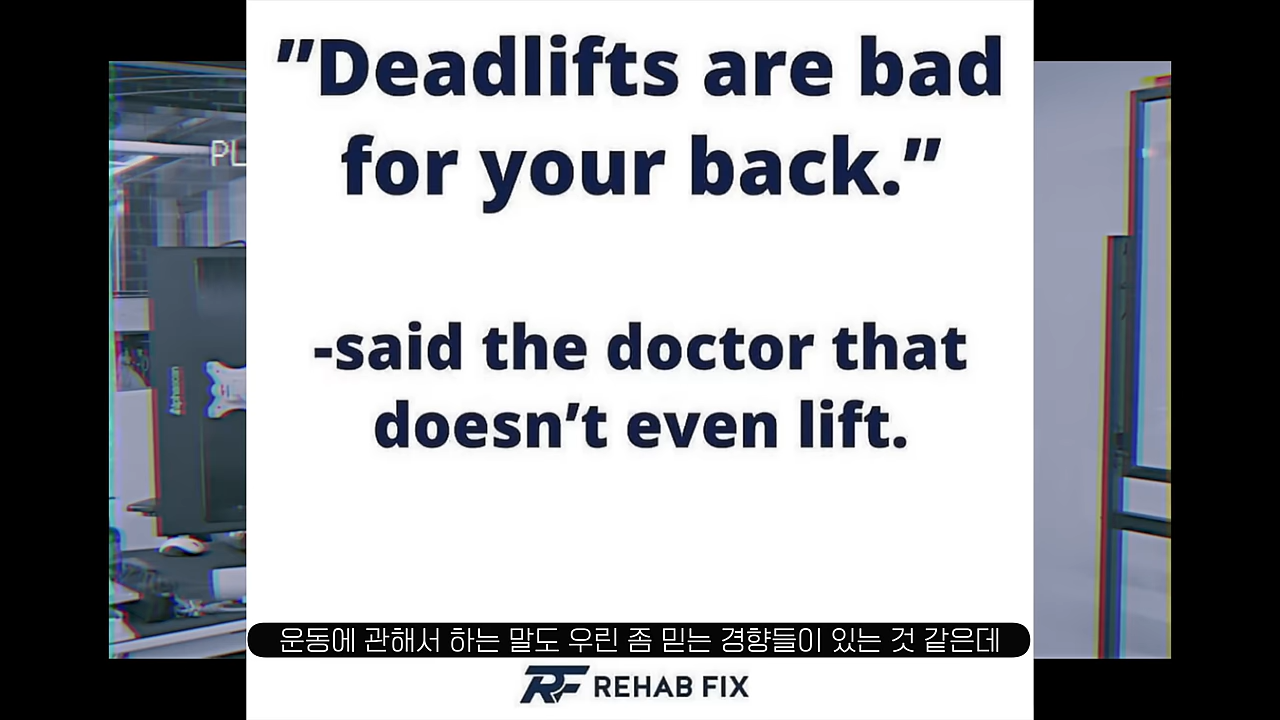 "Deadlifts are bad
for your back."
-said the doctor that
doesn't even lift.
PL
운동에 관해서 하는 말도 우린 좀 믿는 경향들이 있는 것 같은데
RF REHAB FIX